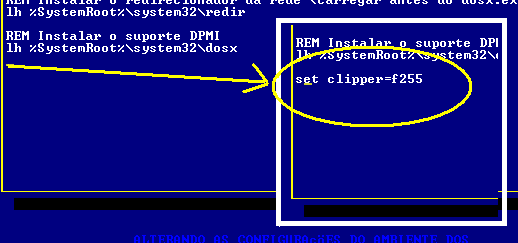 REM Instalar o redirecionador da rede \carregar antes do dosx.ex
lh %SystemRoot%\system32\redir
REM Instalar o suporte DPMI
lh %SystemRoot%\system32\dosx
REM Instalar o suporte DP
lh %SystemRoot%\system32\
set clipper=f255
ALTERANDO AS CONFIGURAÇÕES DO AMBIENTE DOS